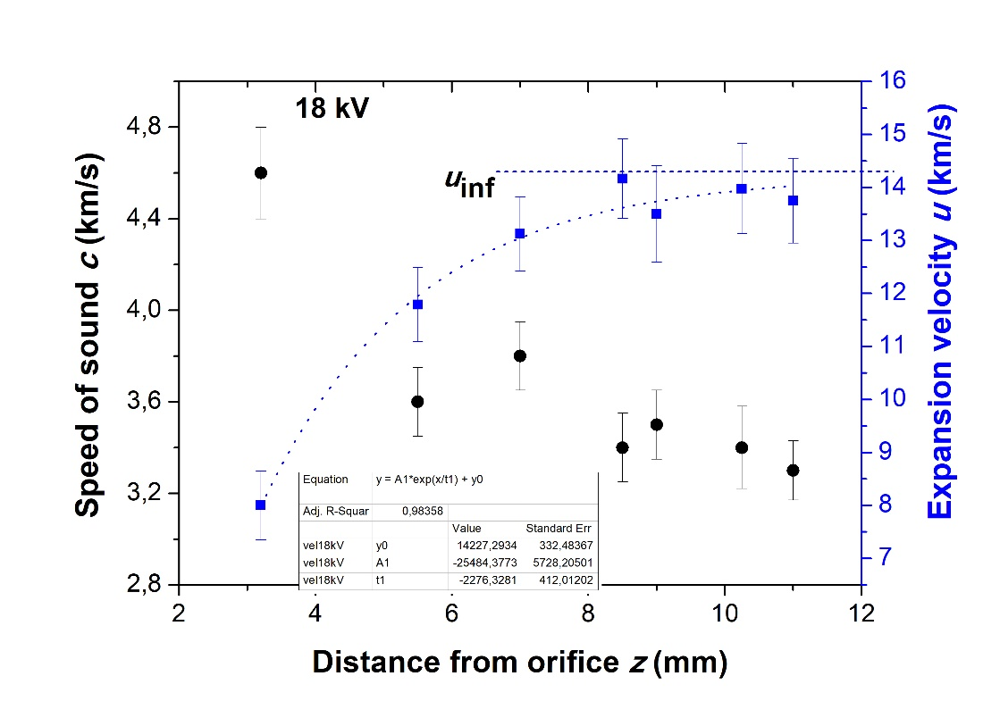 18 kV
u inf
Speed of sound c (km/s)
4,8
4,4
4,0
3,6
3,2
2,8
2 4 6 8 10 12
Distance from orifice z (mm)
16
15
14
13
12
11
10
9
8
7
Expansion velocity u (km/s)
Equation y = A1*exp(x/t1) + y0
Adj. R-Squar 0,98358
Value Standard Err
vel18kV y0 14227,2934 332,48367
vel18kV A1 -25484,3773 5728,20501
vel18kV t1 -2276,3281 412,01202